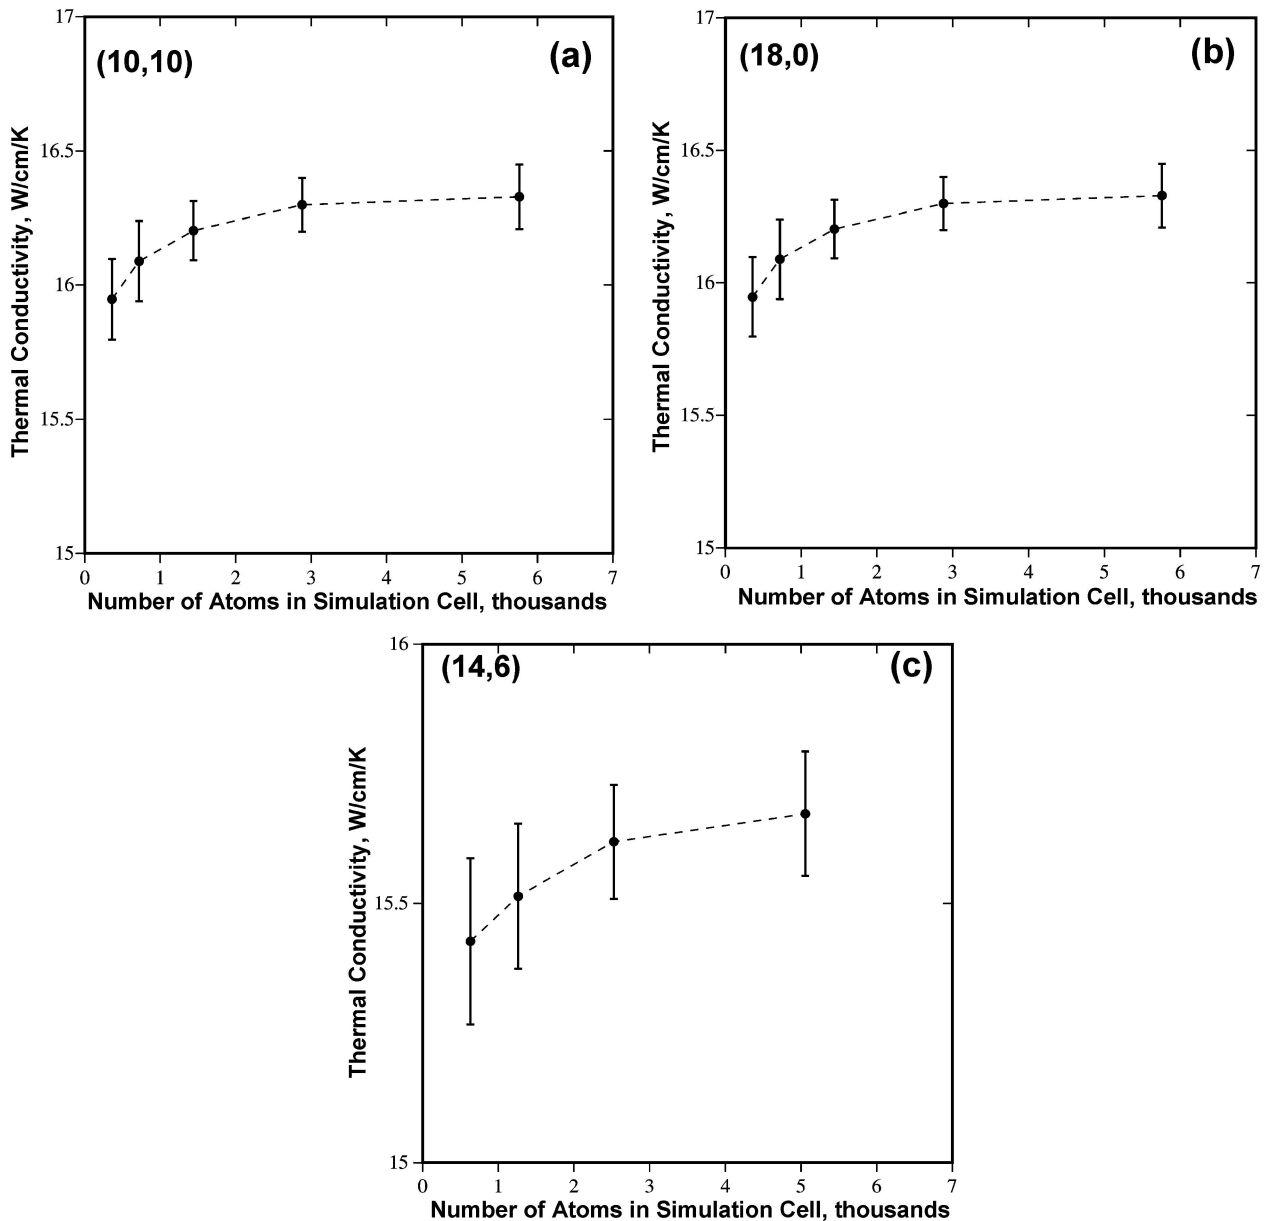 (10,10)
(a)
17
16.5
16
15.5
15
Thermal Conductivity, W/cm/K
0 1 2 3 4 5 6 7
Number of Atoms in Simulation Cell, thousands
(18,0)
(b)
17
16.5
16
15.5
15
Thermal Conductivity, W/cm/K
0 1 2 3 4 5 6 7
Number of Atoms in Simulation Cell, thousands
(14,6)
(c)
16
15.5
15
Thermal Conductivity, W/cm/K
0 1 2 3 4 5 6 7
Number of Atoms in Simulation Cell, thousands